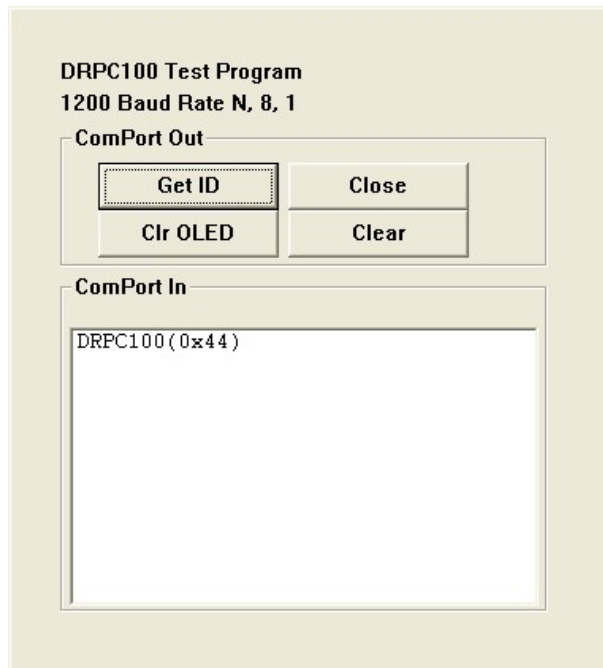 DRPC100 Test Program
1200 Baud Rate N, 8, 1
ComPort Out
Get ID
Close
Clr OLED
Clear
ComPort In
DRPC100(0x44)